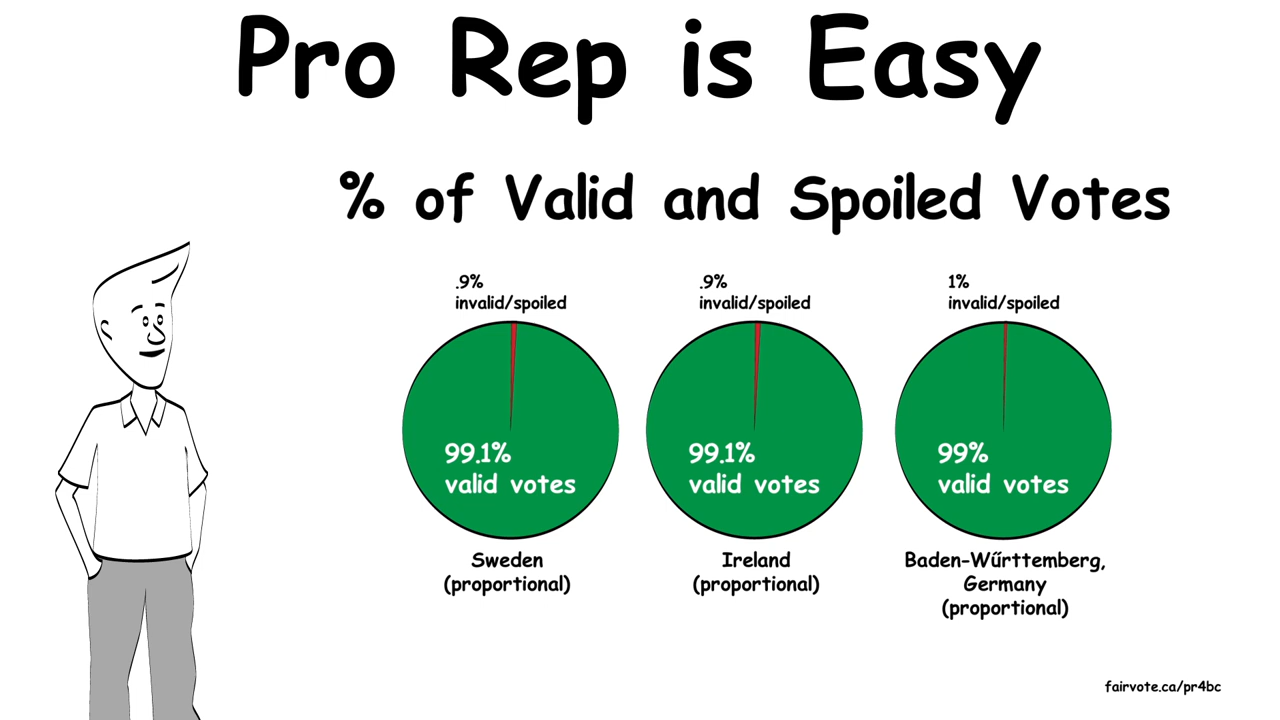 Pro Rep is Easy
% of Valid and Spoiled Votes
.9%
invalid/spoiled
99.1%
valid votes
Sweden
(proportional)
.9%
invalid/spoiled
99.1%
valid votes
Ireland
(proportional)
1%
invalid/spoiled
99%
valid votes
Baden-Wűrttemberg,
Germany
(proportional)
fairvote.ca/pr4bc